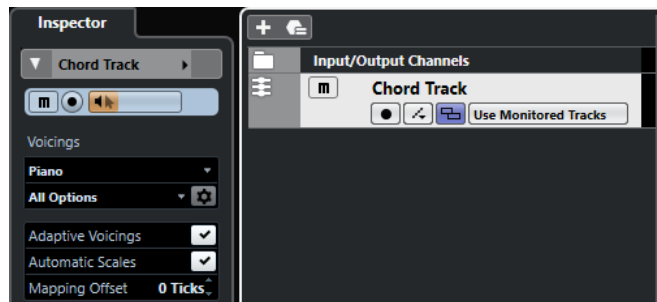 Inspector
Chord Track
m
Voicings
Piano
All Options
Adaptive Voicings
Automatic Scales
Mapping Offset 0 Ticks
Input/Output Channels
m Chord Track
Use Monitored Tracks